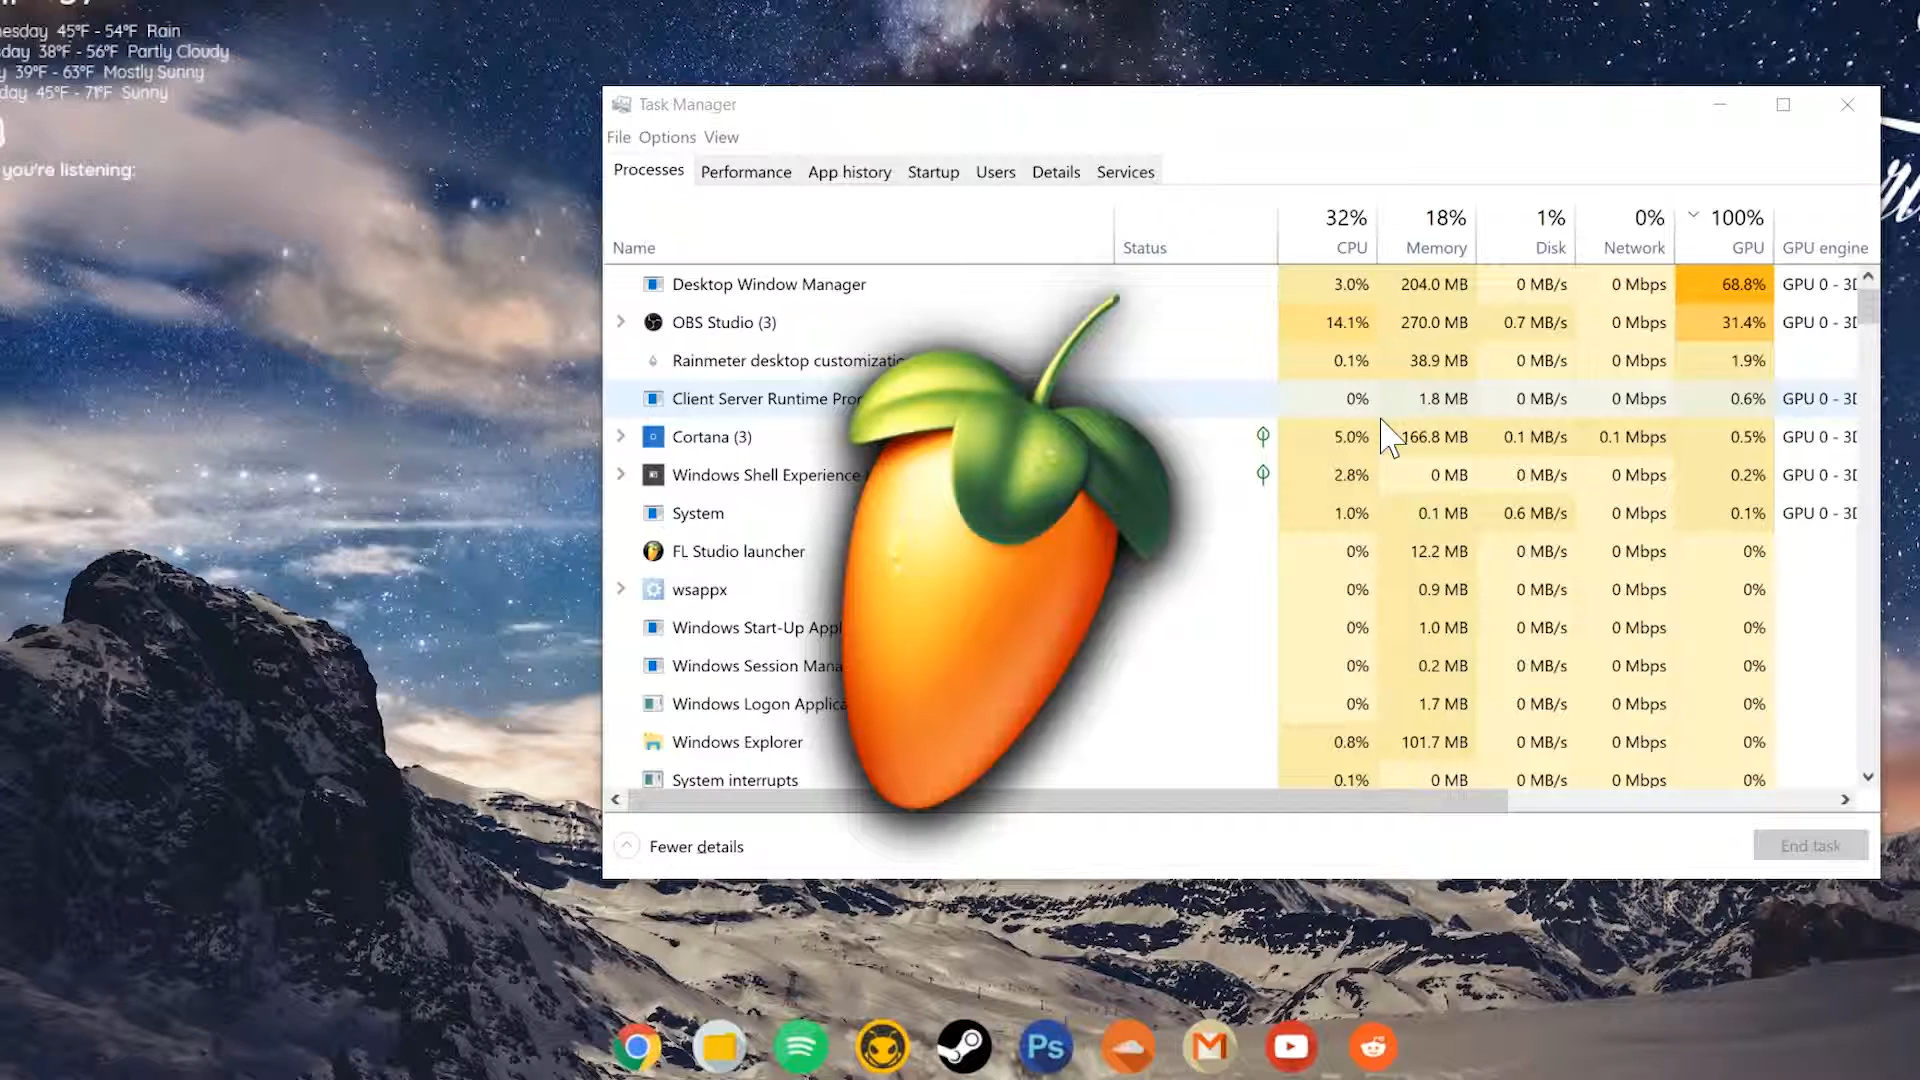 esday 45°F - 54°F Rain
sday 38°F - 56°F Partly Cloudy
y 39°F - 63°F Mostly Sunny
day 45°F - 71°F Sunny
you're listening:
Task Manager
File Options View
Processes Performance App history Startup Users Details Services
32% 18% 1% 0% 100%
Name Status CPU Memory Disk Network GPU GPU engine
Desktop Window Manager 3.0% 204.0 MB 0 MB/s 0 Mbps 68.8% GPU 0 - 3D
OBS Studio (3) 14.1% 270.0 MB 0.7 MB/s 0 Mbps 31.4% GPU 0 - 3D
Rainmeter desktop customizatio 0.1% 38.9 MB 0 MB/s 0 Mbps 1.9%
Client Server Runtime Proc 0% 1.8 MB 0 MB/s 0 Mbps 0.6% GPU 0 - 3D
Cortana (3) 5.0% 166.8 MB 0.1 MB/s 0.1 Mbps 0.5% GPU 0 - 3D
Windows Shell Experience 2.8% 0 MB 0 MB/s 0 Mbps 0.2% GPU 0 - 3D
System 1.0% 0.1 MB 0.6 MB/s 0 Mbps 0.1% GPU 0 - 3D
FL Studio launcher 0% 12.2 MB 0 MB/s 0 Mbps 0%
wsappx 0% 0.9 MB 0 MB/s 0 Mbps 0%
Windows Start-Up Appl 0% 1.0 MB 0 MB/s 0 Mbps 0%
Windows Session Mana 0% 0.2 MB 0 MB/s 0 Mbps 0%
Windows Logon Applica 0% 1.7 MB 0 MB/s 0 Mbps 0%
Windows Explorer 0.8% 101.7 MB 0 MB/s 0 Mbps 0%
System interrupts 0.1% 0 MB 0 MB/s 0 Mbps 0%
Fewer details End task
Ps